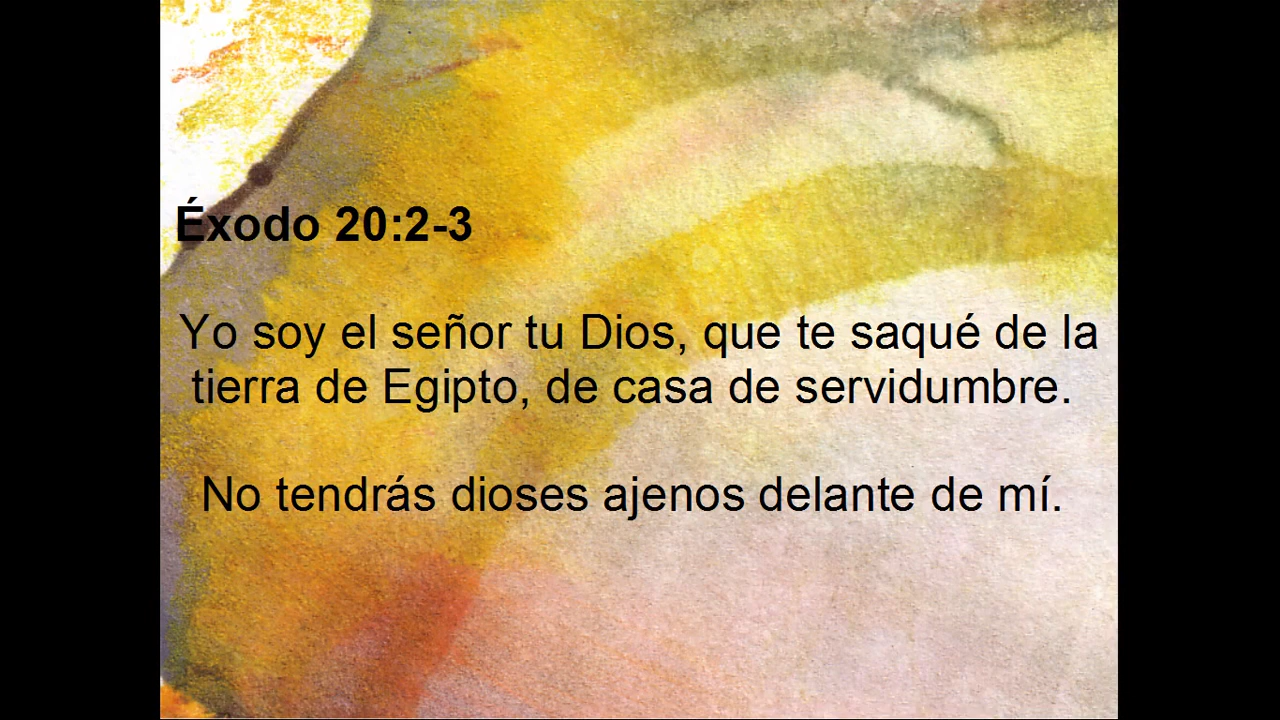 Éxodo 20:2-3
Yo soy el señor tu Dios, que te saqué de la
tierra de Egipto, de casa de servidumbre.
No tendrás dioses ajenos delante de mí.